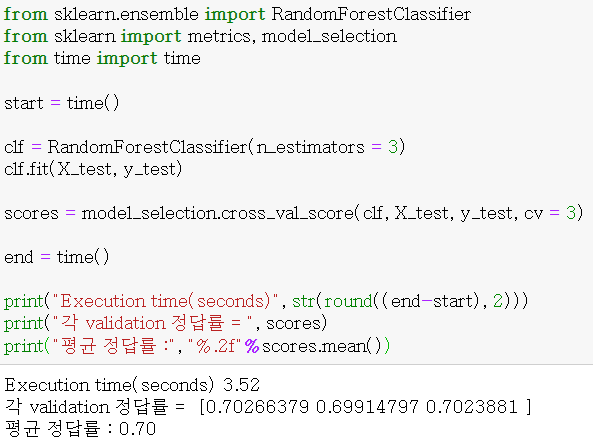 from sklearn.ensemble import RandomForestClassifier
from sklearn import metrics, model_selection
from time import time
start = time()
clf = RandomForestClassifier(n_estimators = 3)
clf.fit(X_test, y_test)
scores = model_selection.cross_val_score(clf, X_test, y_test, cv = 3)
end = time()
print("Execution time(seconds)", str(round((end-start),2)))
print("각 validation 정답률 = ", scores)
print("평균 정답률 :","%.2f"%scores.mean())
Execution time(seconds) 3.52
각 validation 정답률 =  [0.70266379 0.69914797 0.7023881 ]
평균 정답률 : 0.70